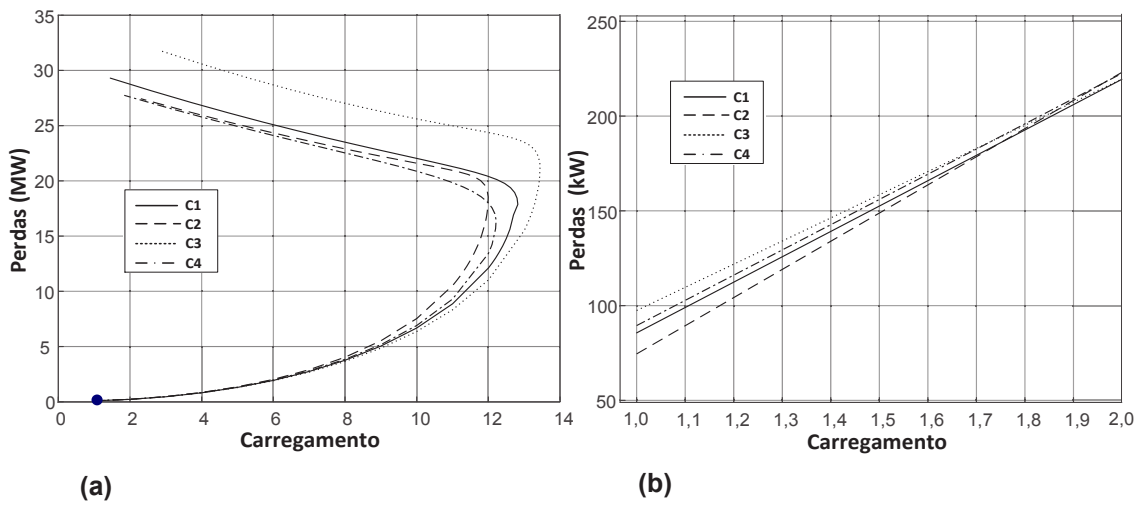 35
30
25
20
15
10
5
0
Perdas (MW)
C1
C2
C3
C4
0 2 4 6 8 10 12 14
Carregamento
(a)
250
200
150
100
50
Perdas (kW)
C1
C2
C3
C4
1,0 1,1 1,2 1,3 1,4 1,5 1,6 1,7 1,8 1,9 2,0
Carregamento
(b)